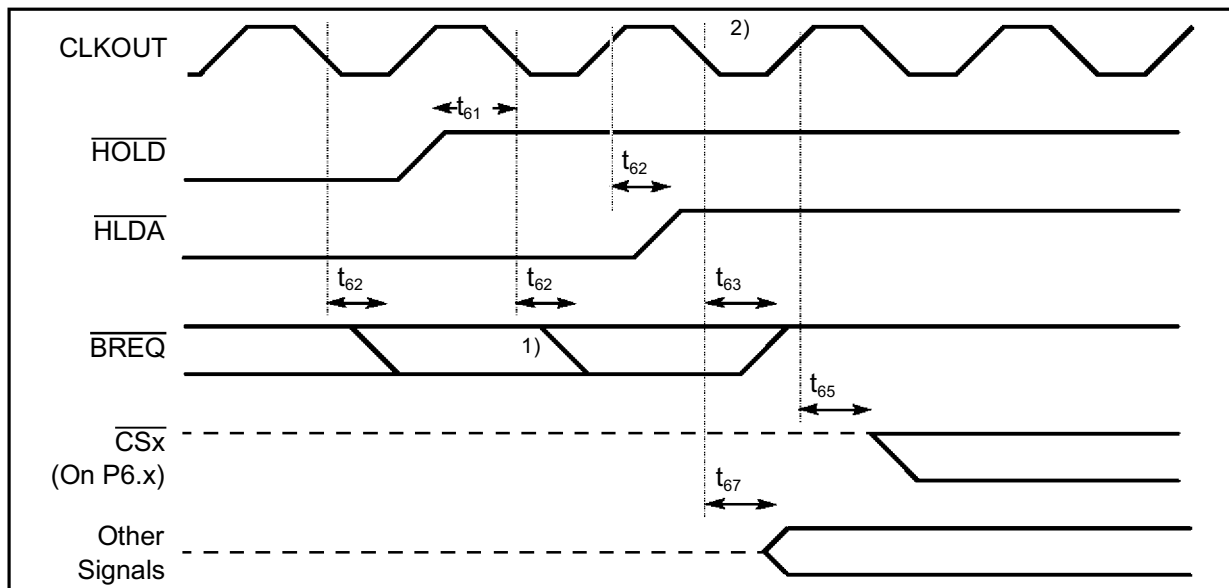 CLKOUT
2)
t61
HOLD
t62
HLDA
t62
t62
t63
BREQ
1)
t65
CSx
(On P6.x)
t67
Other
Signals